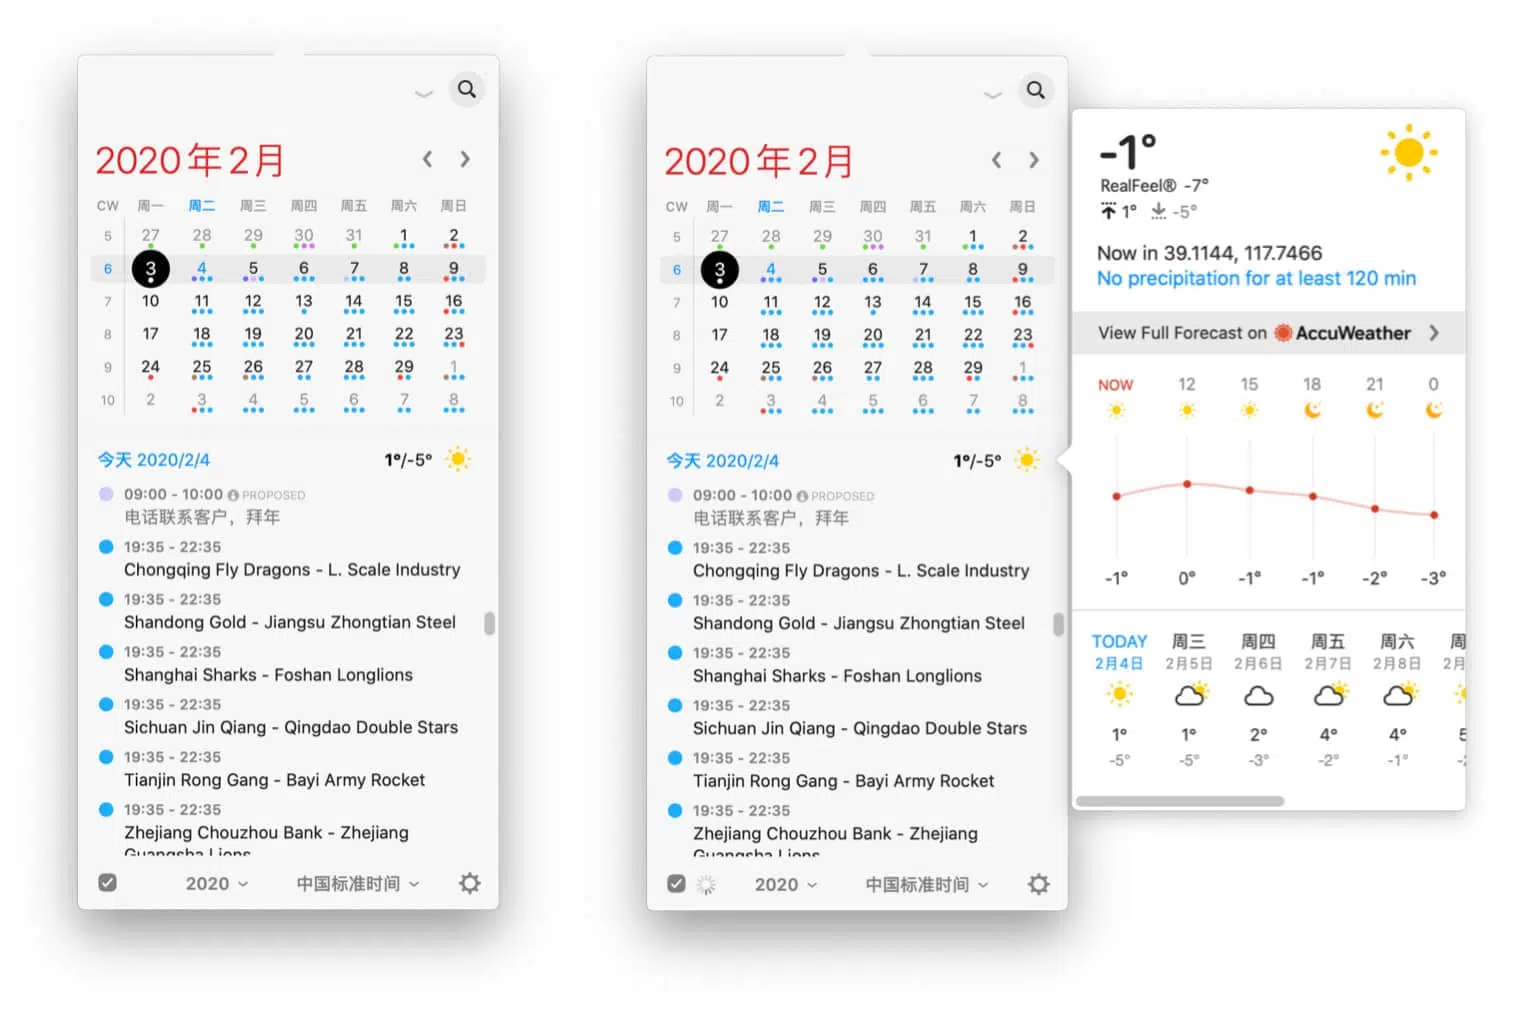 2020年2月
CW 周一 周二 周三 周四 周五 周六 周日
5 27 28 29 30 31 1 2
6 3 4 5 6 7 8 9
7 10 11 12 13 14 15 16
8 17 18 19 20 21 22 23
9 24 25 26 27 28 29 1
10 2 3 4 5 6 7 8
今天 2020/2/4 1°/-5°
09:00 - 10:00 PROPOSED
电话联系客户，拜年
19:35 - 22:35
Chongqing Fly Dragons - L. Scale Industry
19:35 - 22:35
Shandong Gold - Jiangsu Zhongtian Steel
19:35 - 22:35
Shanghai Sharks - Foshan Longlions
19:35 - 22:35
Sichuan Jin Qiang - Qingdao Double Stars
19:35 - 22:35
Tianjin Rong Gang - Bayi Army Rocket
19:35 - 22:35
Zhejiang Chouzhou Bank - Zhejiang
Guangsha Lions
2020 中国标准时间
2020年2月
CW 周一 周二 周三 周四 周五 周六 周日
5 27 28 29 30 31 1 2
6 3 4 5 6 7 8 9
7 10 11 12 13 14 15 16
8 17 18 19 20 21 22 23
9 24 25 26 27 28 29 1
10 2 3 4 5 6 7 8
今天 2020/2/4 1°/-5°
09:00 - 10:00 PROPOSED
电话联系客户，拜年
19:35 - 22:35
Chongqing Fly Dragons - L. Scale Industry
19:35 - 22:35
Shandong Gold - Jiangsu Zhongtian Steel
19:35 - 22:35
Shanghai Sharks - Foshan Longlions
19:35 - 22:35
Sichuan Jin Qiang - Qingdao Double Stars
19:35 - 22:35
Tianjin Rong Gang - Bayi Army Rocket
19:35 - 22:35
Zhejiang Chouzhou Bank - Zhejiang
Guangsha Lions
2020 中国标准时间
-1°
RealFeel® -7°
1° -5°
Now in 39.1144, 117.7466
No precipitation for at least 120 min
View Full Forecast on AccuWeather
NOW 12 15 18 21 0
-1° 0° -1° -1° -2° -3°
TODAY 周三 周四 周五 周六 周
2月4日 2月5日 2月6日 2月7日 2月8日 2月
1° 1° 2° 4° 4° 5
-5° -5° -3° -2° -1°